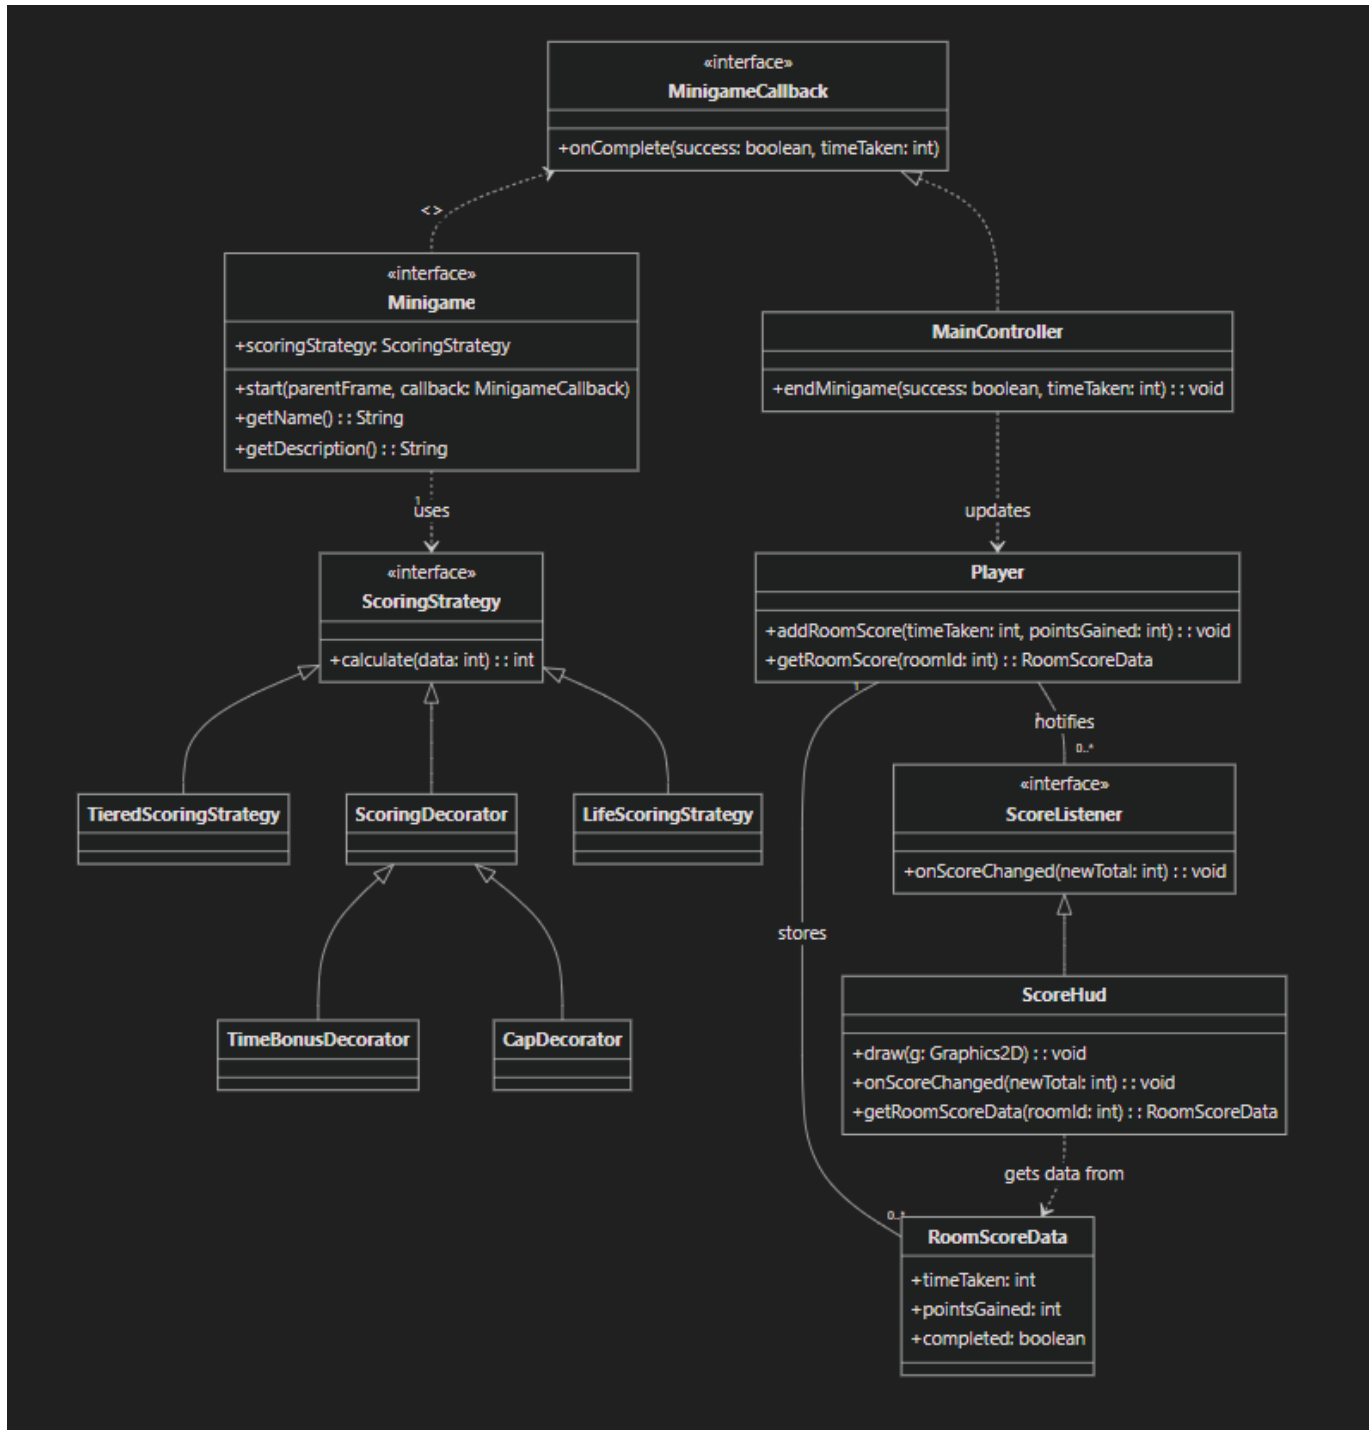 «interface»
MinigameCallback
+onComplete(success: boolean, timeTaken: int)
<>
«interface»
Minigame
+scoringStrategy: ScoringStrategy
+start(parentFrame, callback: MinigameCallback)
+getName() : : String
+getDescription() : : String
MainController
+endMinigame(success: boolean, timeTaken: int) : : void
1
uses
updates
«interface»
ScoringStrategy
+calculate(data: int) : : int
Player
+addRoomScore(timeTaken: int, pointsGained: int) : : void
+getRoomScore(roomId: int) : : RoomScoreData
1
notifies
0..*
TieredScoringStrategy
ScoringDecorator
LifeScoringStrategy
«interface»
ScoreListener
+onScoreChanged(newTotal: int) : : void
stores
TimeBonusDecorator
CapDecorator
ScoreHud
+draw(g: Graphics2D) : : void
+onScoreChanged(newTotal: int) : : void
+getRoomScoreData(roomId: int) : : RoomScoreData
gets data from
0..*
RoomScoreData
+timeTaken: int
+pointsGained: int
+completed: boolean